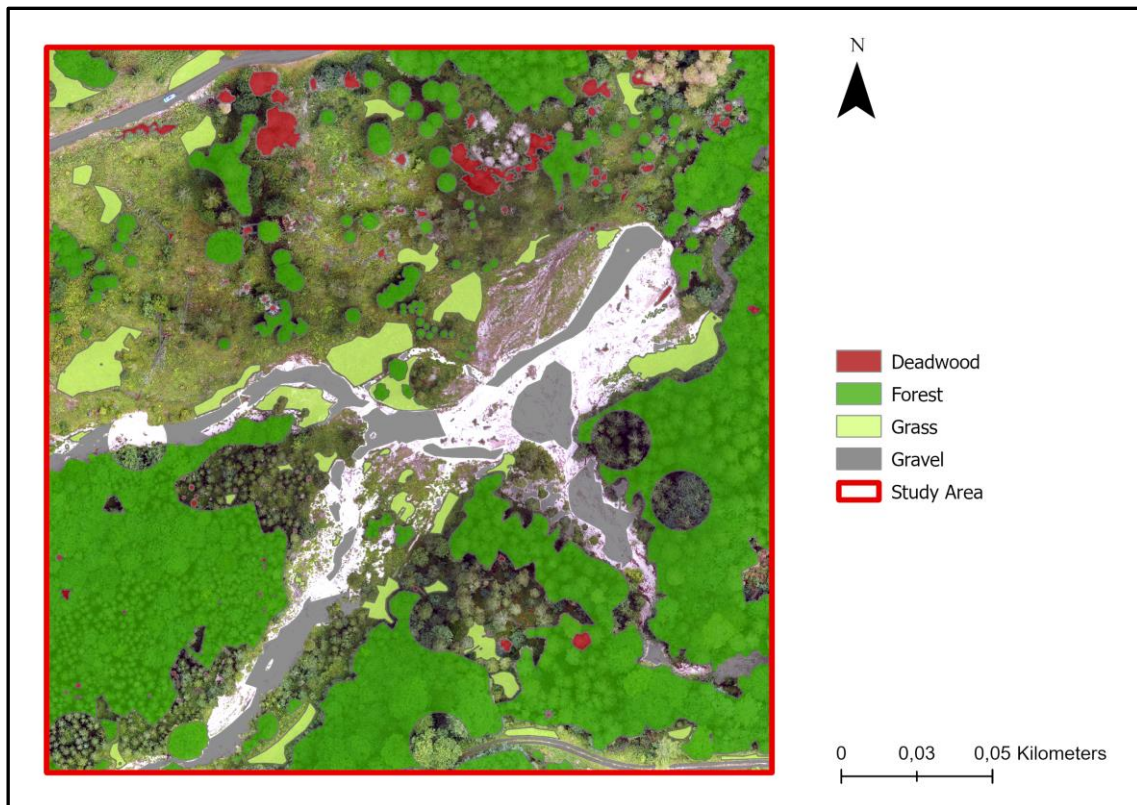 N
Deadwood
Forest
Grass
Gravel
Study Area
0 0,03 0,05 Kilometers